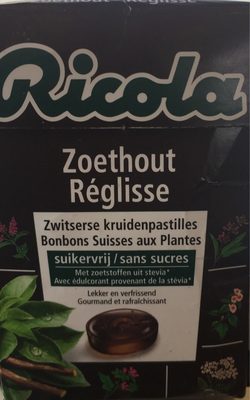 Ricola
Zoethout
Réglisse
Zwitserse kruidenpastilles
Bonbons Suisses aux Plantes
suikervrij/sans sucres
Met zoetstoffen uit stevia*
Avec édulcorant provenant de la stévia*
Lekker en verfrissend
Gourmand et rafraîchissant